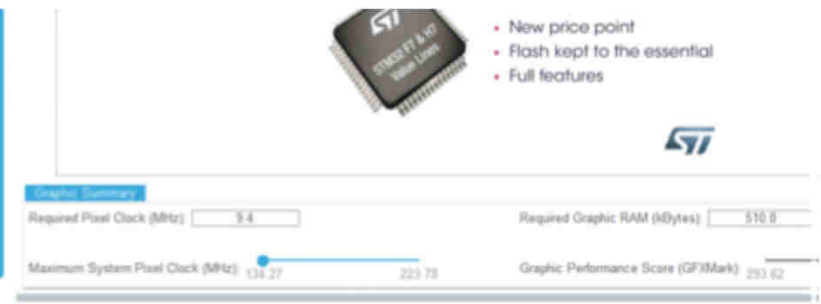 ST
STM32 F7 & H7
Value Lines
• New price point
• Flash kept to the essential
• Full features
ST
Graphic Summary
Required Pixel Clock (MHz): 9.4
Required Graphic RAM (kBytes) 510.0
Maximum System Pixel Clock (MHz): 134.27 223.78
Graphic Performance Score (GFXMark) 293.62